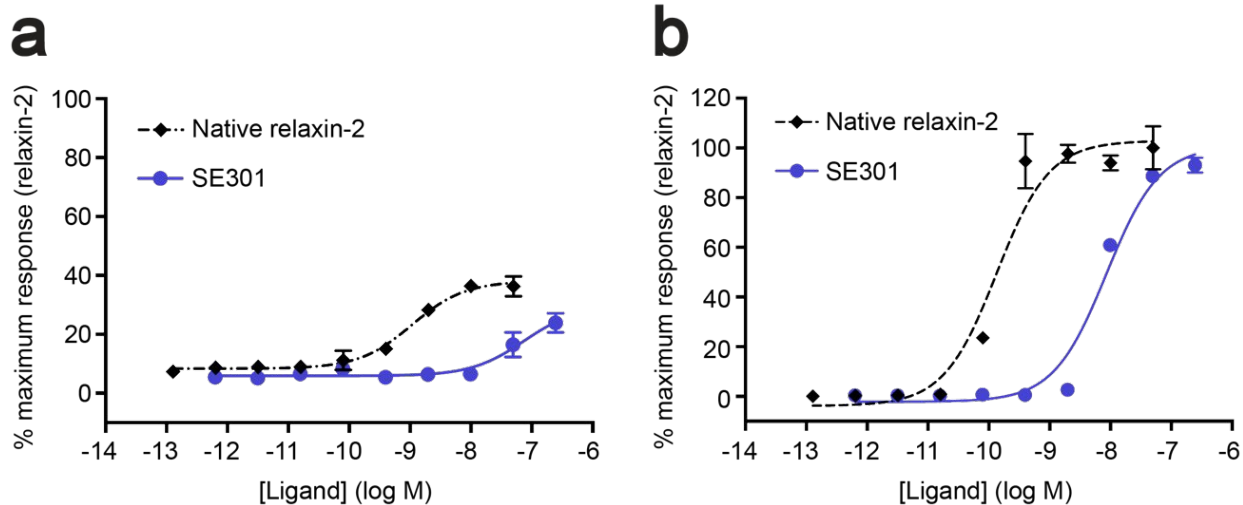 a
% maximum response (relaxin-2)
100
80
60
40
20
0
Native relaxin-2
SE301
-14 -13 -12 -11 -10 -9 -8 -7 -6
[Ligand] (log M)
b
% maximum response (relaxin-2)
120
100
80
60
40
20
0
Native relaxin-2
SE301
-14 -13 -12 -11 -10 -9 -8 -7 -6
[Ligand] (log M)